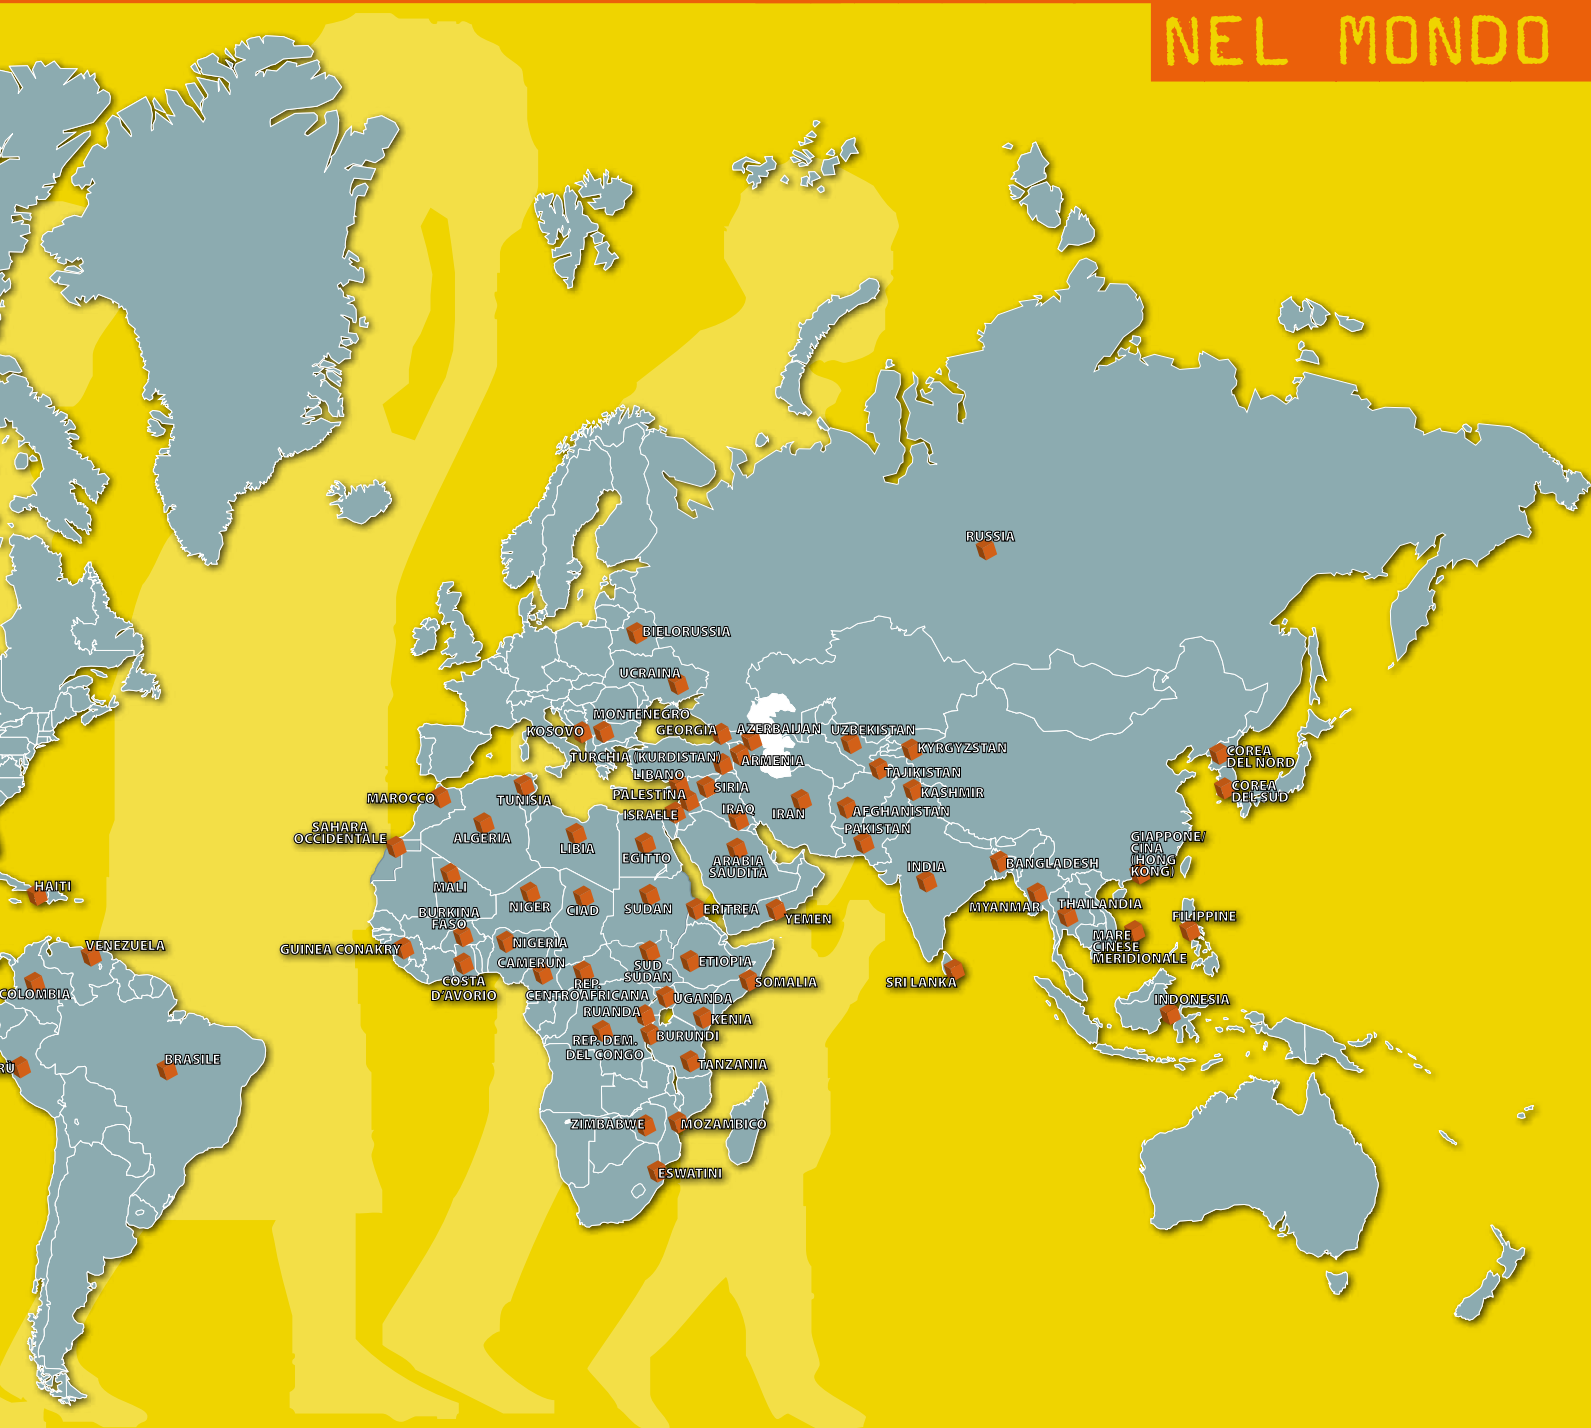 NEL MONDO
RUSSIA
BIELORUSSIA
UCRAINA
MONTENEGRO
KOSOVO
GEORGIA
AZERBAIJAN
UZBEKISTAN
KYRGYZSTAN
TURCHIA (KURDISTAN)
ARMENIA
TAJIKISTAN
COREA
DEL NORD
LIBANO
SIRIA
KASHMIR
COREA
DEL SUD
MAROCCO
TUNISIA
PALESTINA
ISRAELE
IRAQ
IRAN
AFGHANISTAN
PAKISTAN
SAHARA
OCCIDENTALE
ALGERIA
LIBIA
EGITTO
ARABIA
SAUDITA
INDIA
BANGLADESH
GIAPPONE/
CINA
(HONG
KONG)
HAITI
MALI
NIGER
CIAD
SUDAN
ERITREA
YEMEN
MYANMAR
THAILANDIA
FILIPPINE
BURKINA
FASO
MARE
CINESE
MERIDIONALE
VENEZUELA
GUINEA CONAKRY
NIGERIA
CAMERUN
SUD
SUDAN
ETIOPIA
COLOMBIA
COSTA
D'AVORIO
REP.
CENTROAFRICANA
SOMALIA
SRI LANKA
UGANDA
INDONESIA
RUANDA
KENIA
BURUNDI
REP. DEM.
DEL CONGO
BRASILE
RÙ
TANZANIA
ZIMBABWE
MOZAMBICO
ESWATINI